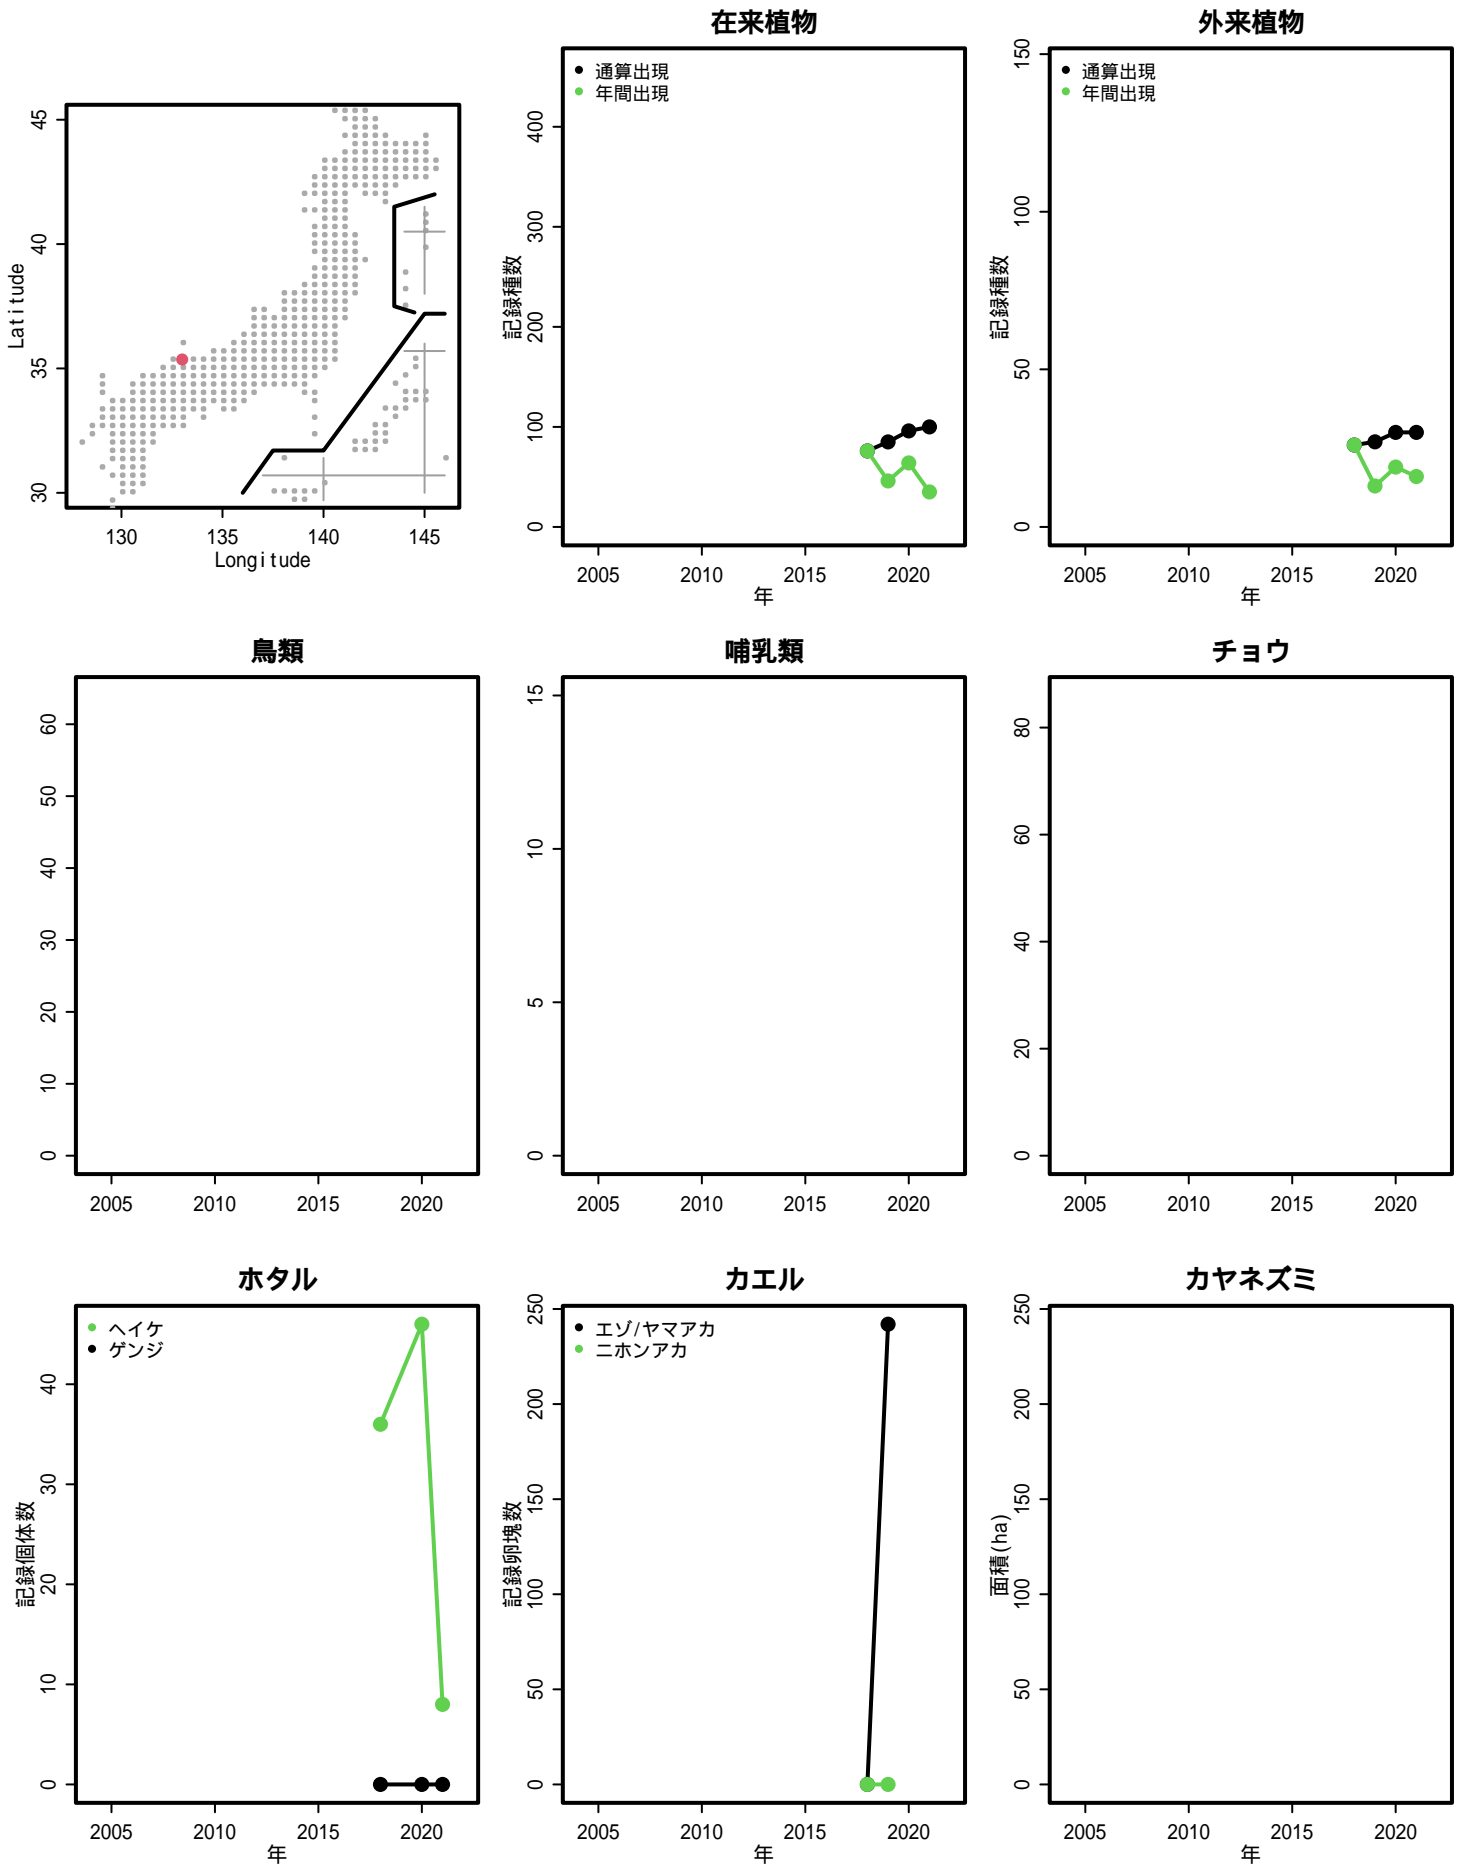 45
40
35
30
Latitude
130 135 140 145
Longitude
在来植物
通算出現
年間出現
400
300
200
100
0
記録種数
2005 2010 2015 2020
年
外来植物
通算出現
年間出現
150
100
50
0
記録種数
2005 2010 2015 2020
年
鳥類
60
50
40
30
20
10
0
2005 2010 2015 2020
哺乳類
15
10
5
0
2005 2010 2015 2020
チョウ
80
60
40
20
0
2005 2010 2015 2020
ホタル
ヘイケ
ゲンジ
40
30
20
10
0
記録個体数
2005 2010 2015 2020
年
カエル
エゾ/ヤマアカ
ニホンアカ
250
200
150
100
50
0
記録卵塊数
2005 2010 2015 2020
年
カヤネズミ
250
200
150
100
50
0
面積(ha)
2005 2010 2015 2020
年